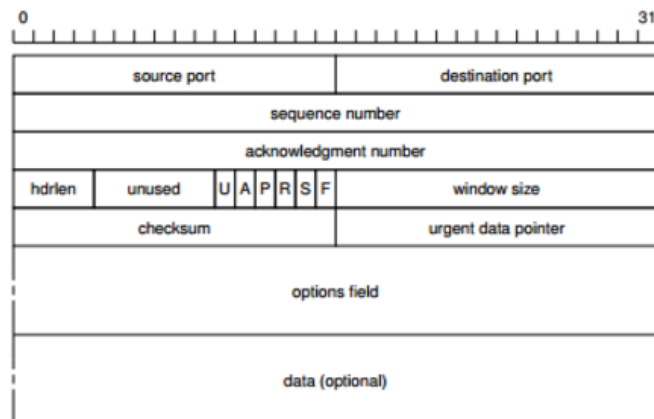 0 31
source port destination port
sequence number
acknowledgment number
hdrlen unused U A P R S F window size
checksum urgent data pointer
options field
data (optional)